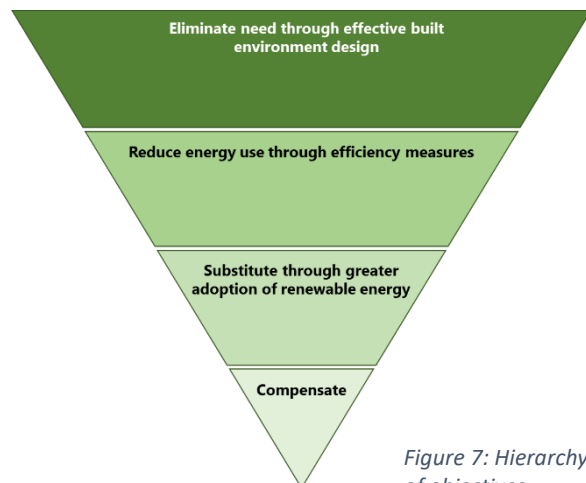 Eliminate need through effective built
environment design
Reduce energy use through efficiency measures
Substitute through greater
adoption of renewable energy
Compensate
Figure 7: Hierarchy
of objectives